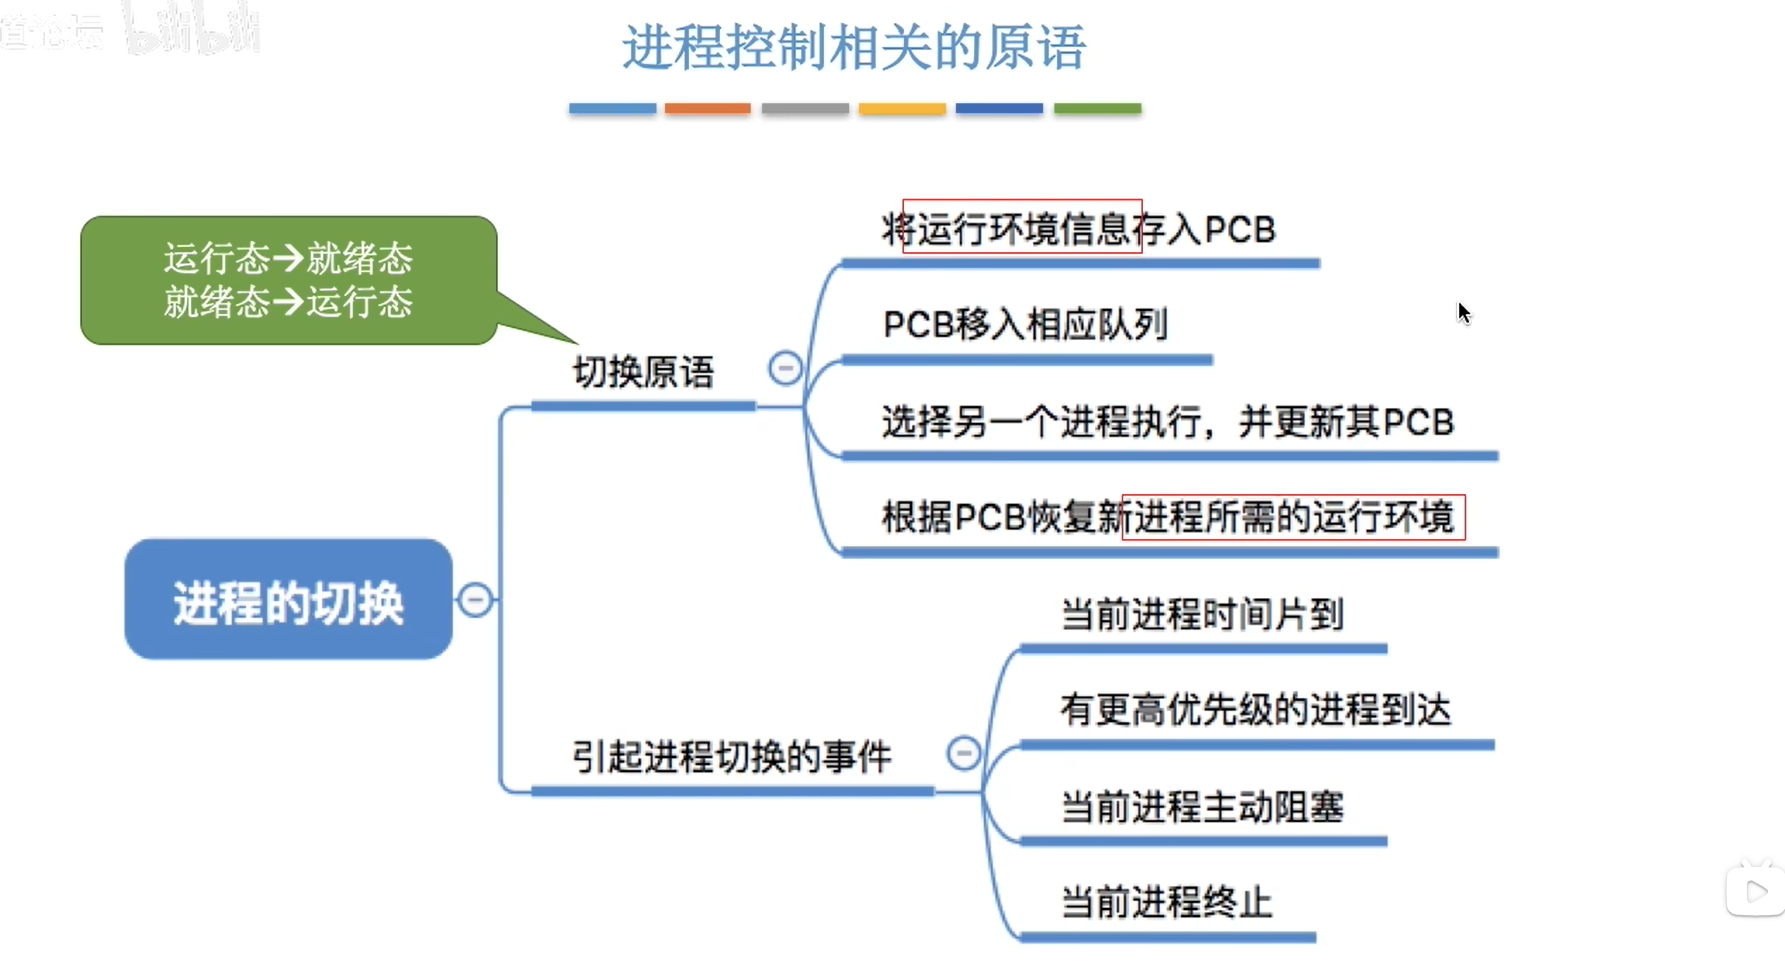 道论坛 bilibili
进程控制相关的原语
运行态→就绪态
就绪态→运行态
将运行环境信息存入PCB
PCB移入相应队列
切换原语
选择另一个进程执行，并更新其PCB
根据PCB恢复新进程所需的运行环境
进程的切换
当前进程时间片到
有更高优先级的进程到达
引起进程切换的事件
当前进程主动阻塞
当前进程终止